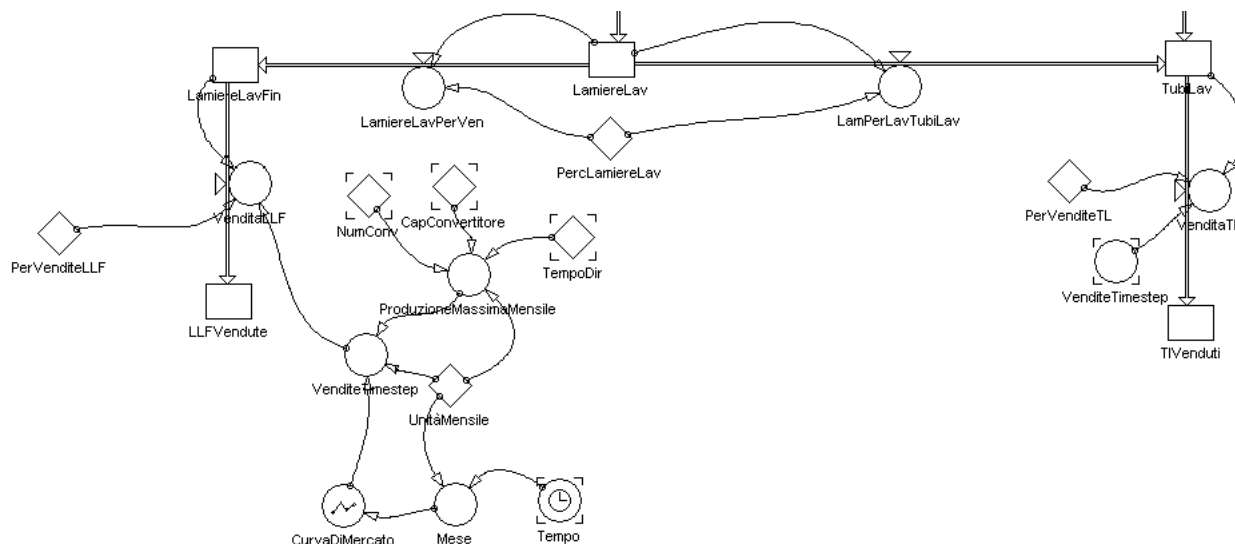 LamiereLavFin
LamiereLav
TubiLav
LamiereLavPerVen
LamPerLavTubiLav
PercLamiereLav
VenditaLLF
NumConv
CapConvertitore
PerVenditeTL
VenditaTL
PerVenditeLLF
TempoDir
VenditeTimestep
LLFVendute
ProduzioneMassimaMensile
TlVenduti
VenditeTimestep
UnitàMensile
CurvaDiMercato
Mese
Tempo